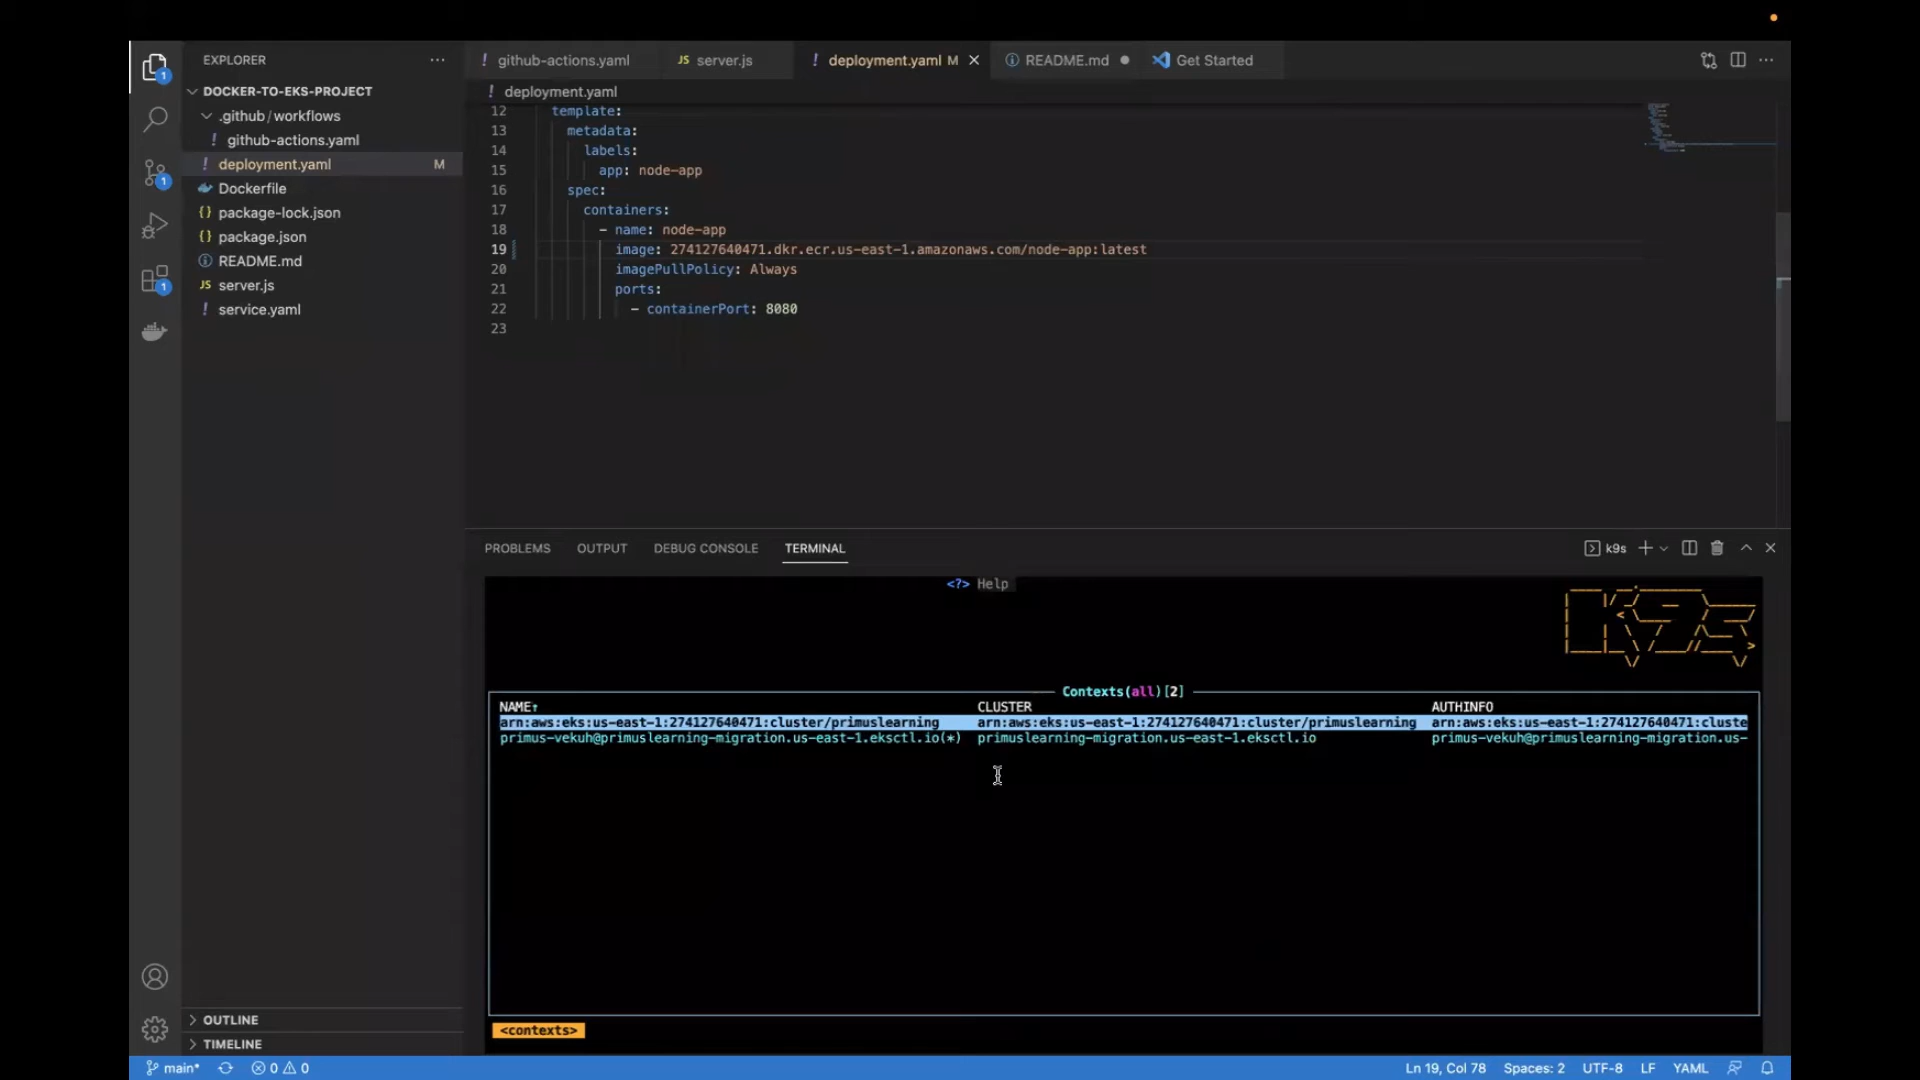 EXPLORER
github-actions.yaml
JS server.js
deployment.yaml M
README.md
Get Started
DOCKER-TO-EKS-PROJECT
.github/workflows
github-actions.yaml
deployment.yaml M
Dockerfile
package-lock.json
package.json
README.md
JS server.js
service.yaml
1
1
1
deployment.yaml
12 template:
13 metadata:
14 labels:
15 app: node-app
16 spec:
17 containers:
18 - name: node-app
19 image: 274127640471.dkr.ecr.us-east-1.amazonaws.com/node-app:latest
20 imagePullPolicy: Always
21 ports:
22 - containerPort: 8080
23
PROBLEMS OUTPUT DEBUG CONSOLE TERMINAL
k9s
<?> Help
K9s
Contexts(all)[2]
NAME↑ CLUSTER AUTHINFO
arn:aws:eks:us-east-1:274127640471:cluster/primuslearning arn:aws:eks:us-east-1:274127640471:cluster/primuslearning arn:aws:eks:us-east-1:274127640471:cluste
primus-vekuh@primuslearning-migration.us-east-1.eksctl.io(*) primuslearning-migration.us-east-1.eksctl.io primus-vekuh@primuslearning-migration.us-
<contexts>
OUTLINE
TIMELINE
main* 0 0
Ln 19, Col 78 Spaces: 2 UTF-8 LF YAML